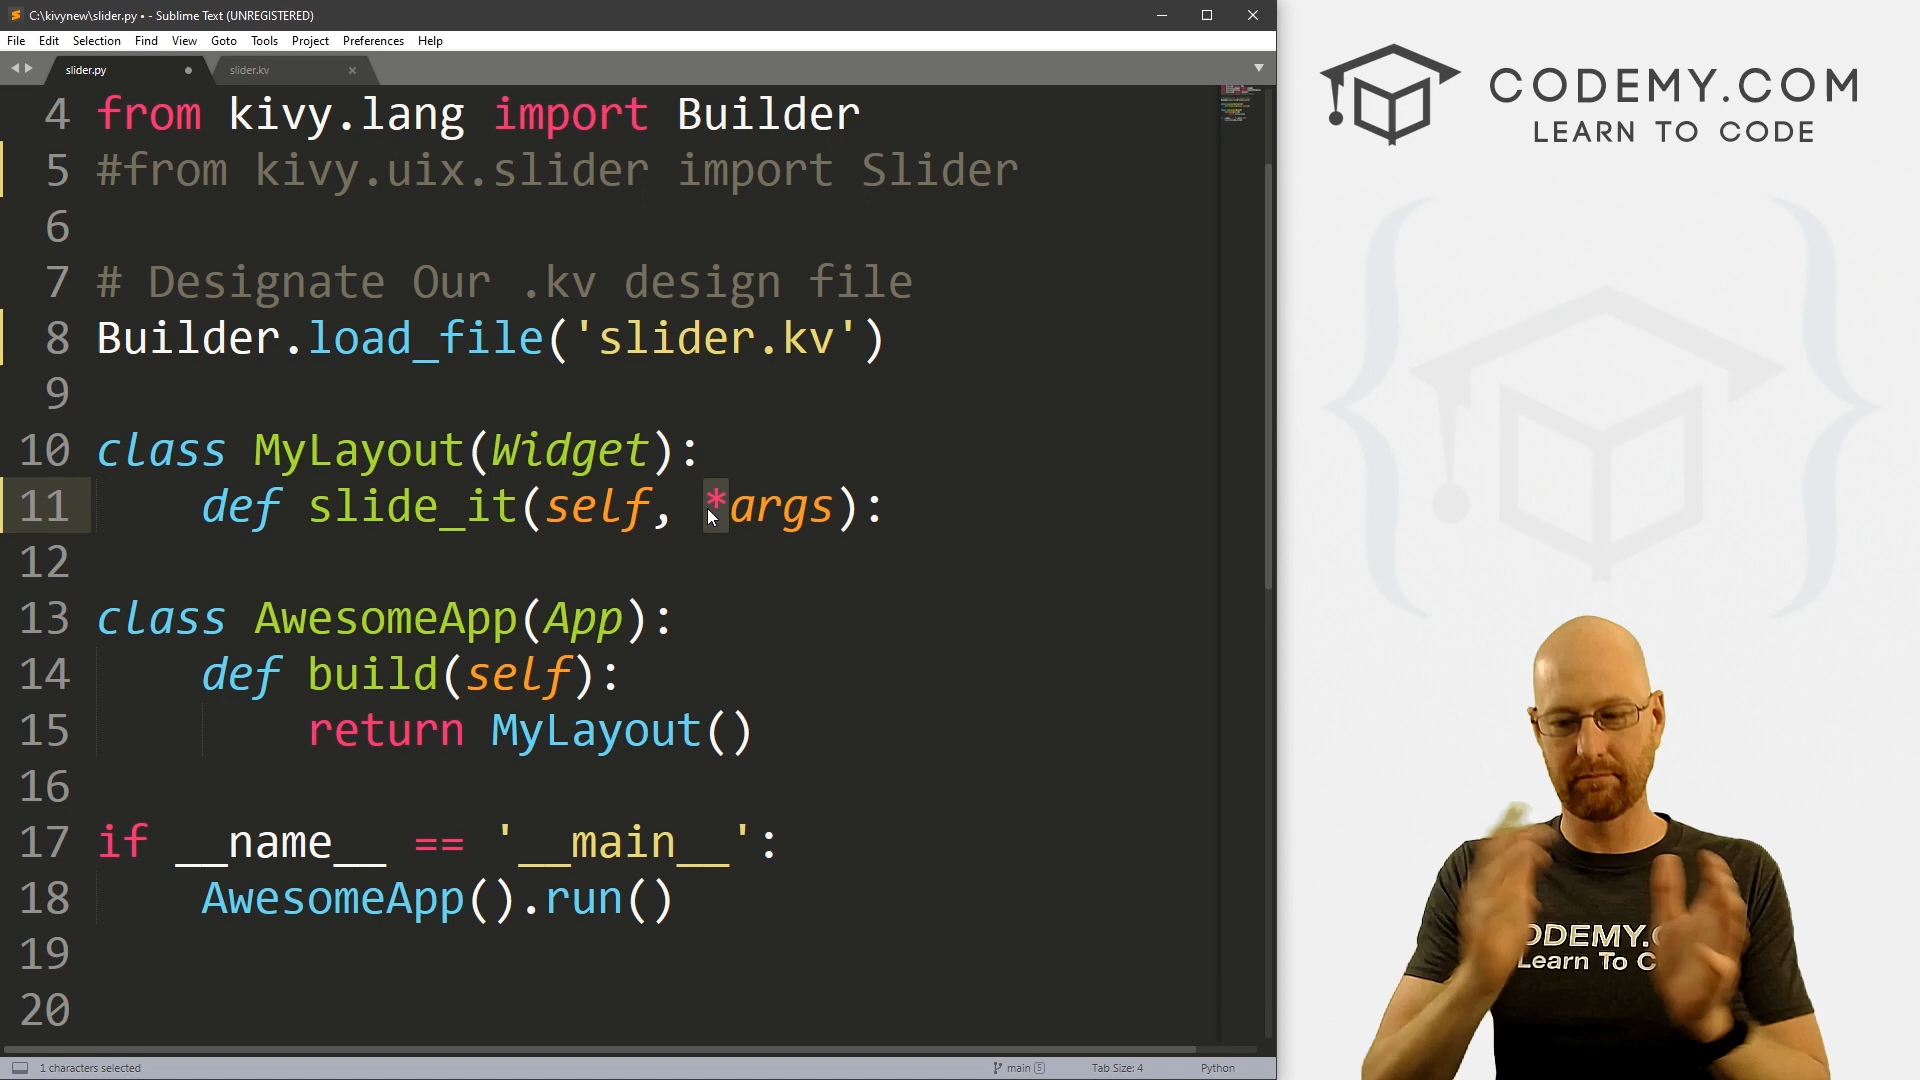 C:\kivynew\slider.py • - Sublime Text (UNREGISTERED)
File Edit Selection Find View Goto Tools Project Preferences Help
slider.py slider.kv
4 from kivy.lang import Builder
5 #from kivy.uix.slider import Slider
6
7 # Designate Our .kv design file
8 Builder.load_file('slider.kv')
9
10 class MyLayout(Widget):
11 def slide_it(self, *args):
12
13 class AwesomeApp(App):
14 def build(self):
15 return MyLayout()
16
17 if __name__ == '__main__':
18 AwesomeApp().run()
19
20
1 characters selected
main 5
Tab Size: 4
Python
CODEMY.COM
LEARN TO CODE
ODEMY.C
Learn To C